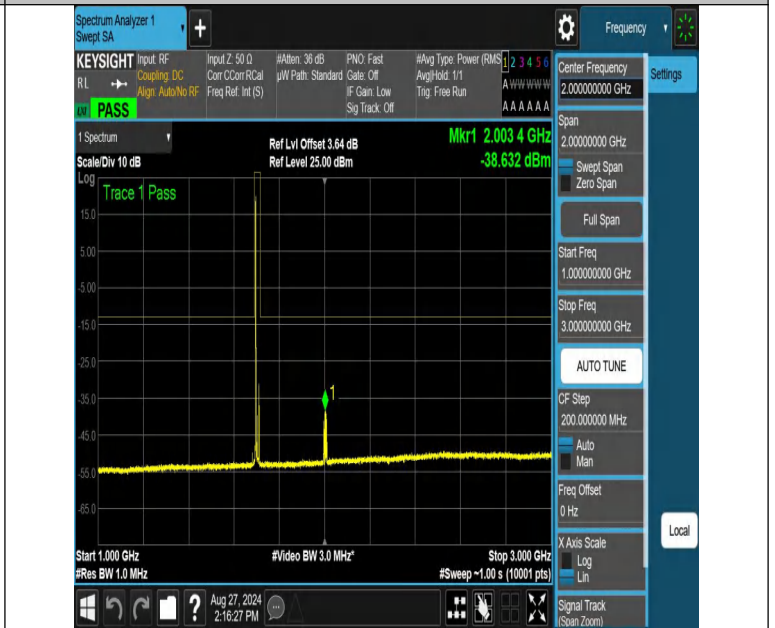 Spectrum Analyzer 1
Swept SA
+
Frequency
KEYSIGHT
RL
PASS
Input: RF
Coupling: DC
Align: Auto/No RF
Input Z: 50 Ω
Corr CCorr RCal
Freq Ref: Int (S)
#Atten: 36 dB
µW Path: Standard
PNO: Fast
Gate: Off
IF Gain: Low
Sig Track: Off
#Avg Type: Power (RMS
Avg|Hold: 1/1
Trig: Free Run
1 2 3 4 5 6
A W W W W W
A A A A A A
1 Spectrum
Scale/Div 10 dB
Ref Lvl Offset 3.64 dB
Ref Level 25.00 dBm
Mkr1 2.003 4 GHz
-38.632 dBm
Log
Trace 1 Pass
15.0
5.00
-5.00
-15.0
-25.0
-35.0
1
-45.0
-55.0
-65.0
Start 1.000 GHz
#Res BW 1.0 MHz
#Video BW 3.0 MHz*
Stop 3.000 GHz
#Sweep ~1.00 s (10001 pts)
?
Aug 27, 2024
2:16:27 PM
Center Frequency
2.00000000 GHz
Settings
Span
2.00000000 GHz
Swept Span
Zero Span
Full Span
Start Freq
1.000000000 GHz
Stop Freq
3.000000000 GHz
AUTO TUNE
CF Step
200.000000 MHz
Auto
Man
Freq Offset
0 Hz
X Axis Scale
Log
Lin
Local
Signal Track
(Span Zoom)